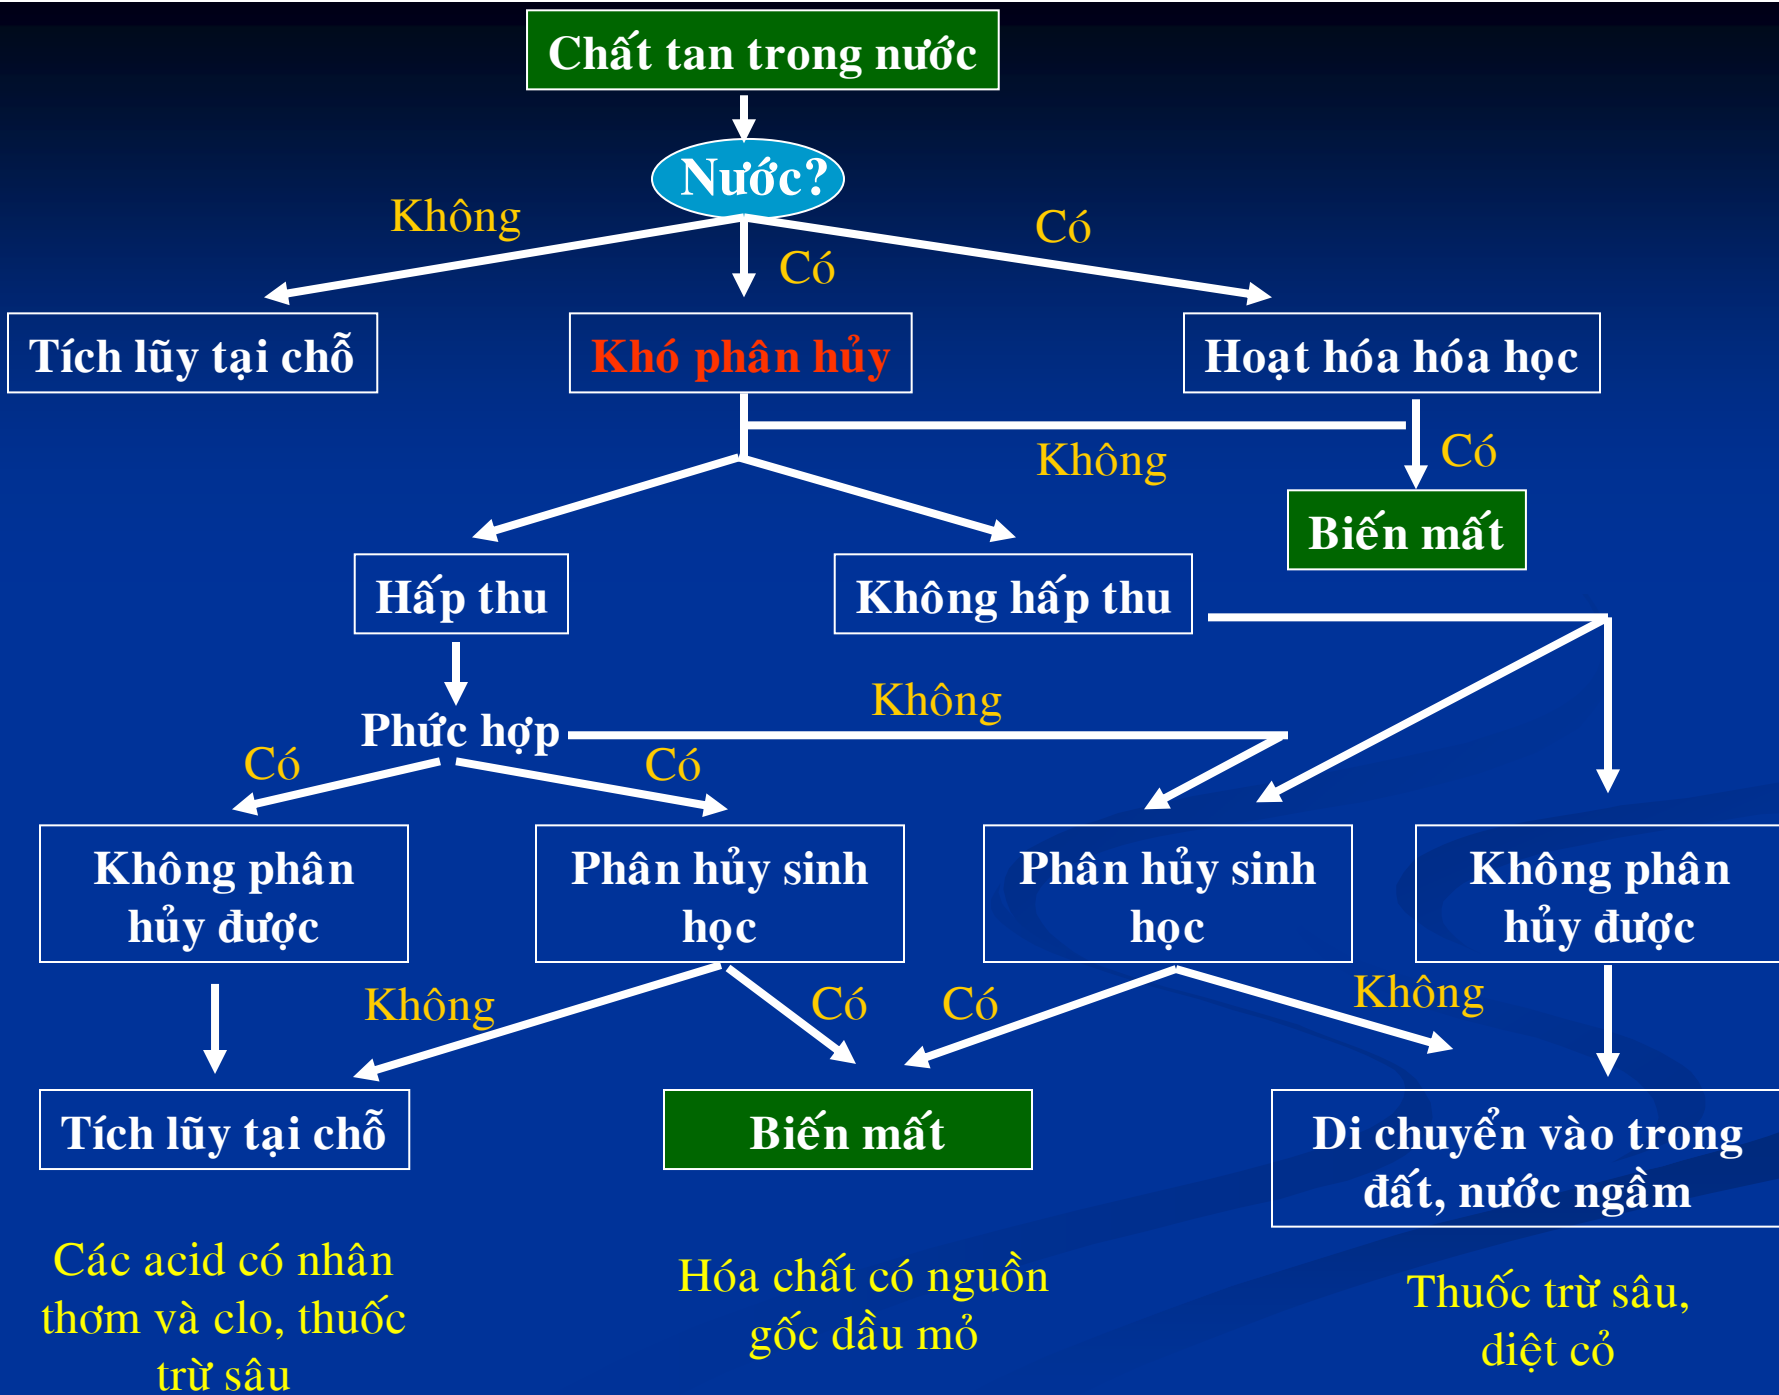 Chất tan trong nước
Nước?
Không
Có
Có
Tích lũy tại chỗ
Khó phân hủy
Hoạt hóa hóa học
Không
Có
Biến mất
Hấp thu
Không hấp thu
Không
Phức hợp
Có
Có
Không phân
hủy được
Phân hủy sinh
học
Phân hủy sinh
học
Không phân
hủy được
Không
Có
Có
Không
Tích lũy tại chỗ
Biến mất
Di chuyển vào trong
đất, nước ngầm
Các acid có nhân
thơm và clo, thuốc
trừ sâu
Hóa chất có nguồn
gốc dầu mỏ
Thuốc trừ sâu,
diệt cỏ